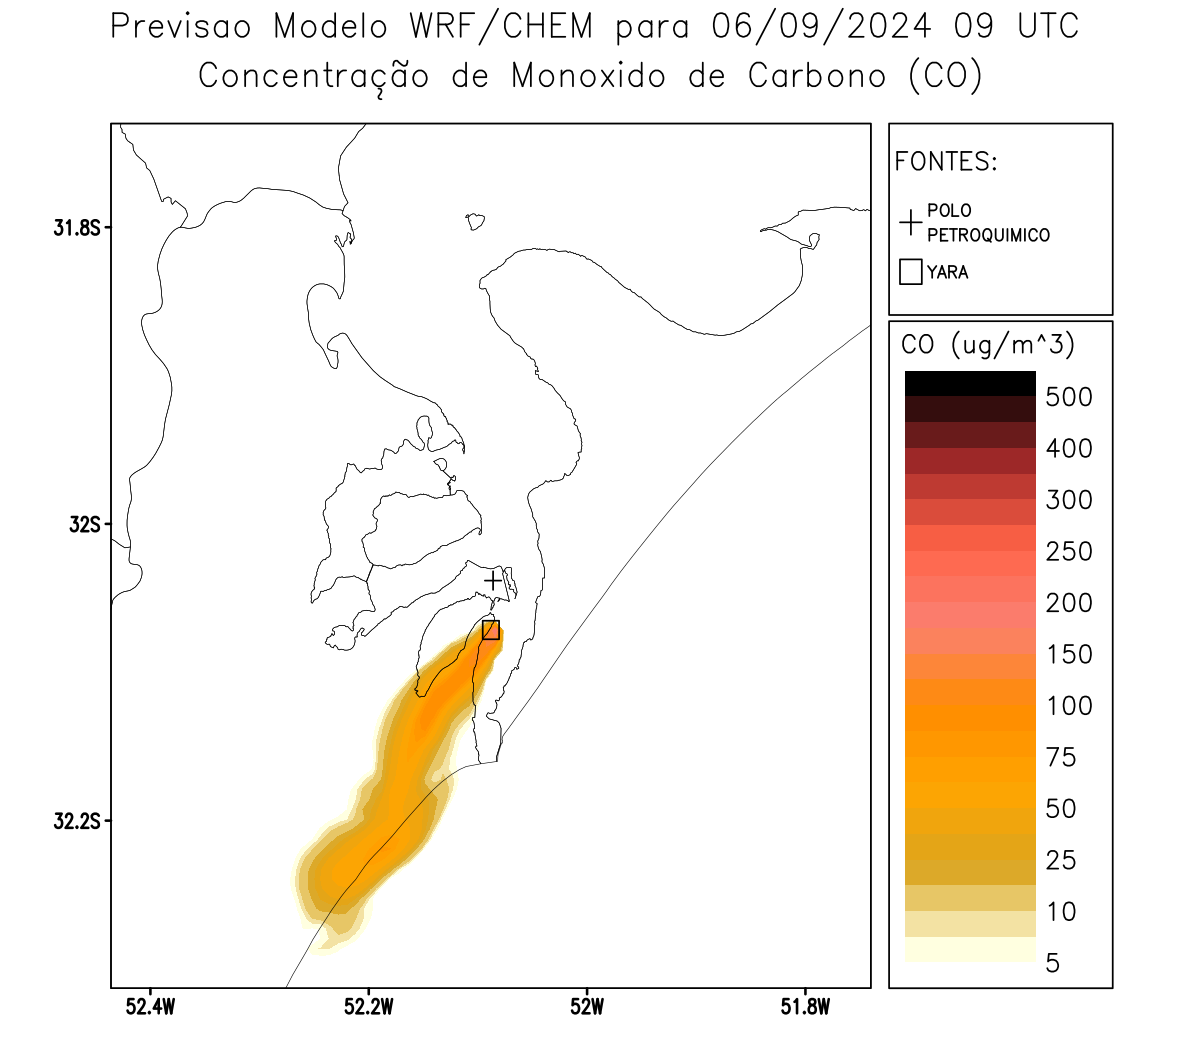 Previsao Modelo WRF/CHEM para 06/09/2024 09 UTC
Concentração de Monoxido de Carbono (CO)
FONTES:
POLO
PETROQUIMICO
YARA
CO (ug/m^3)
500
400
300
250
200
150
100
75
50
25
10
5
31.8S
32S
32.2S
52.4W
52.2W
52W
51.8W